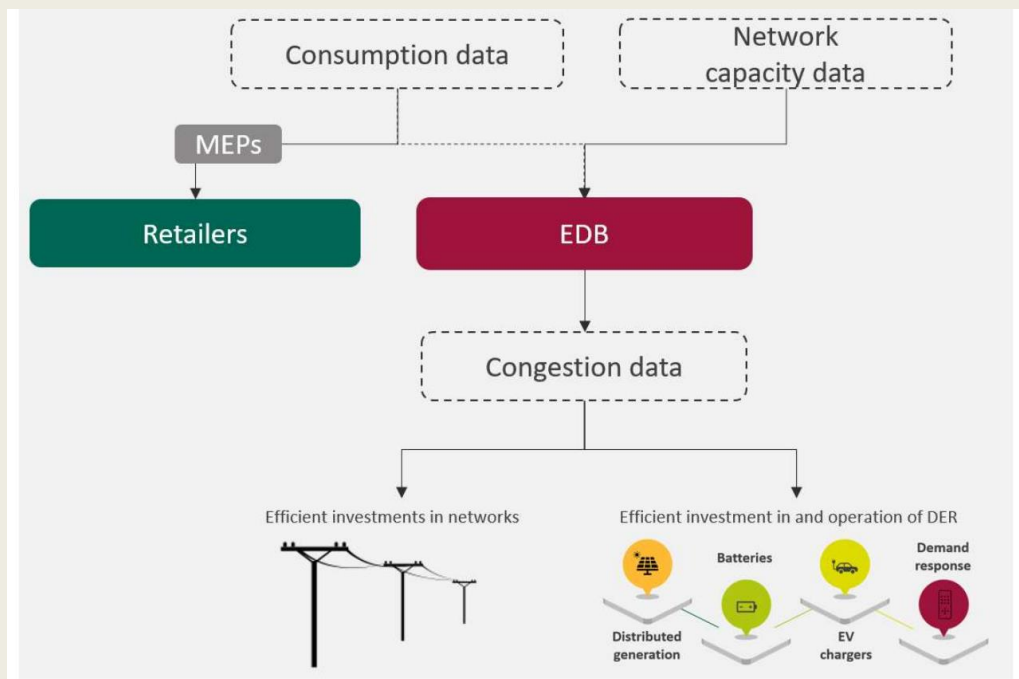 Consumption data
Network
capacity data
MEPs
Retailers
EDB
Congestion data
Efficient investments in networks
Efficient investment in and operation of DER
Batteries
Demand
response
Distributed
generation
EV
chargers